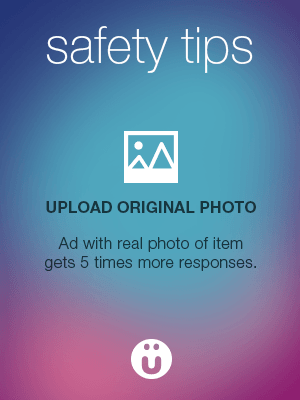 safety tips
UPLOAD ORIGINAL PHOTO
Ad with real photo of item
gets 5 times more responses.
ü